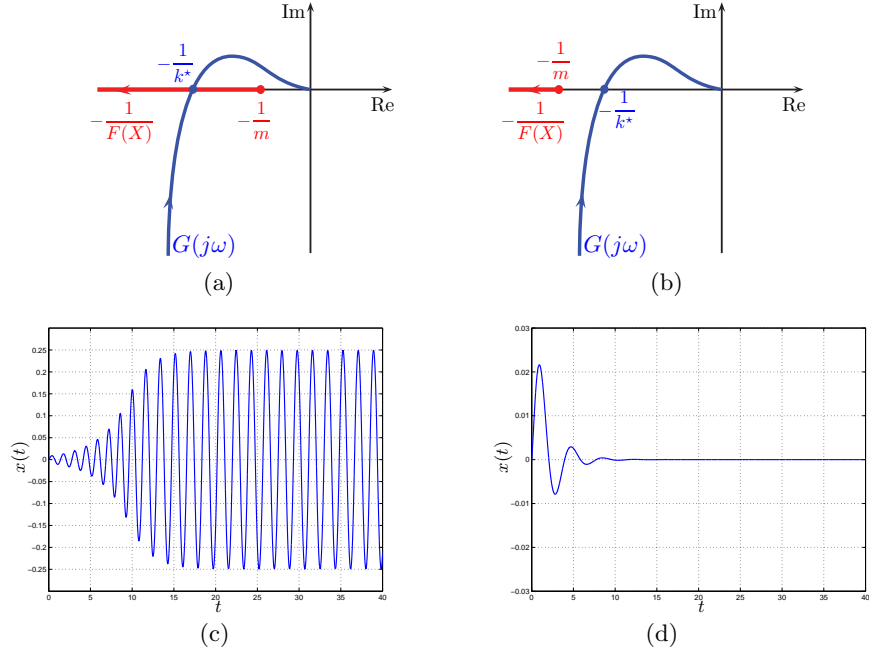 Im
Re
-1/k⋆
-1/F(X)
-1/m
G(jω)
(a)
Im
Re
-1/m
-1/F(X)
-1/k⋆
G(jω)
(b)
0.25
0.2
0.15
0.1
0.05
0
−0.05
−0.1
−0.15
−0.2
−0.25
x(t)
0 5 10 15 20 25 30 35 40
t
(c)
0.03
0.02
0.01
0
−0.01
−0.02
−0.03
x(t)
0 5 10 15 20 25 30 35 40
t
(d)